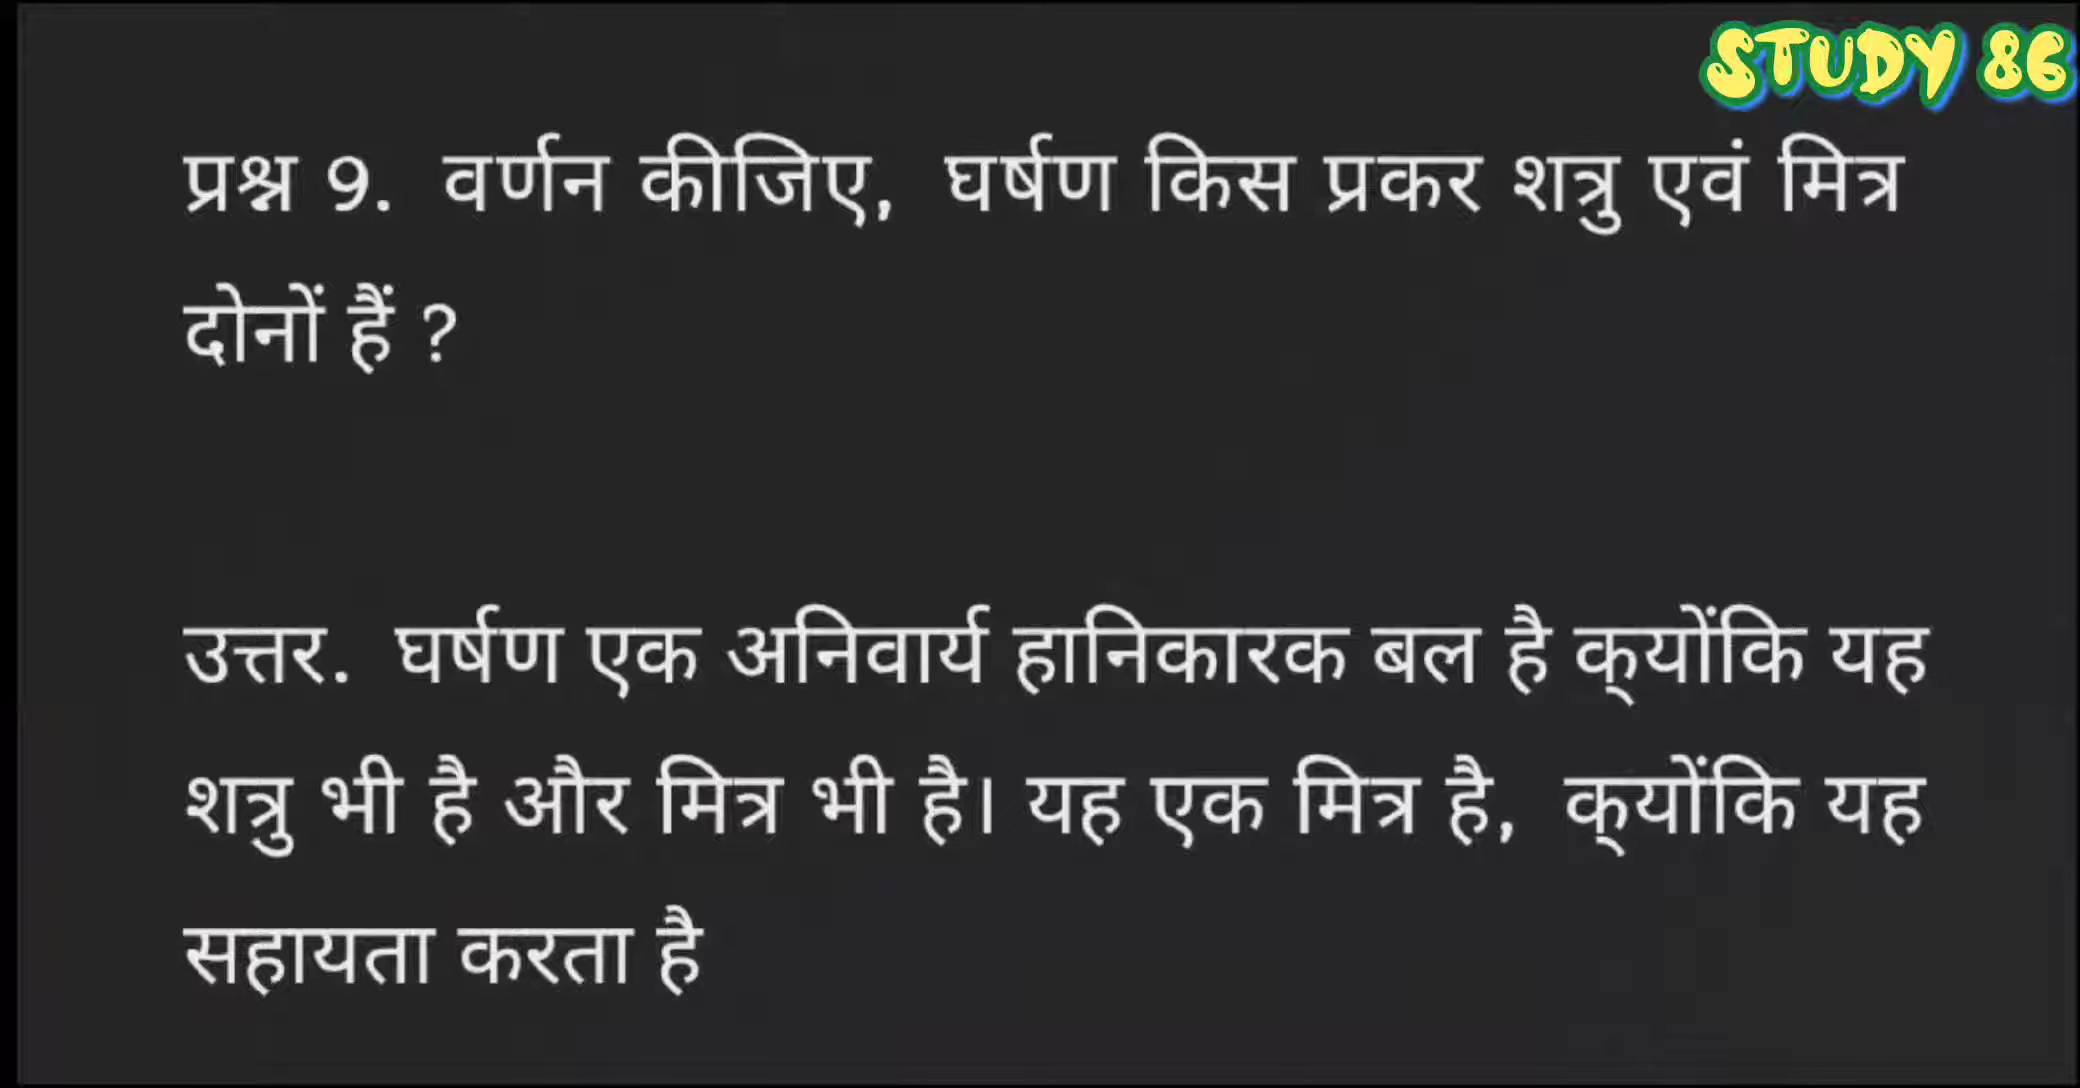 STUDY 86
प्रश्न 9. वर्णन कीजिए, घर्षण किस प्रकर शत्रु एवं मित्र
दोनों हैं ?
उत्तर. घर्षण एक अनिवार्य हानिकारक बल है क्‌योंकि यह
शत्रु भी है और मित्र भी है। यह एक मित्र है, क्‌योंकि यह
सहायता करता है